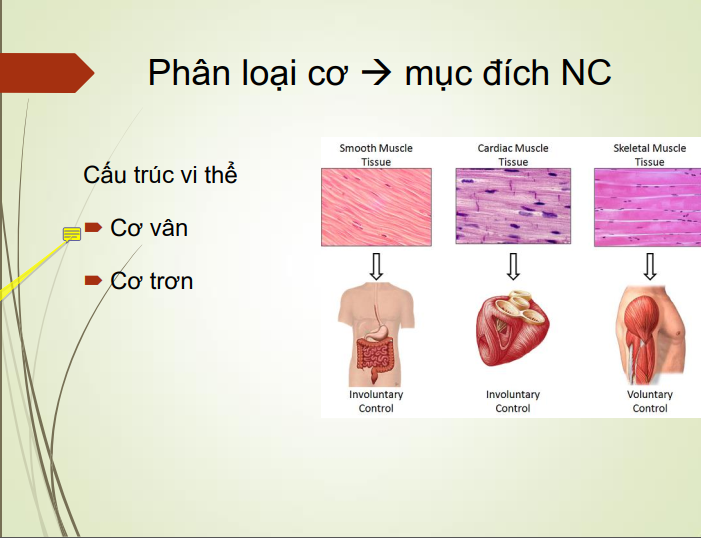 Phân loại cơ → mục đích NC
Cấu trúc vi thể
Cơ vân
Cơ trơn
Smooth Muscle
Tissue
Cardiac Muscle
Tissue
Skeletal Muscle
Tissue
Involuntary
Control
Involuntary
Control
Voluntary
Control